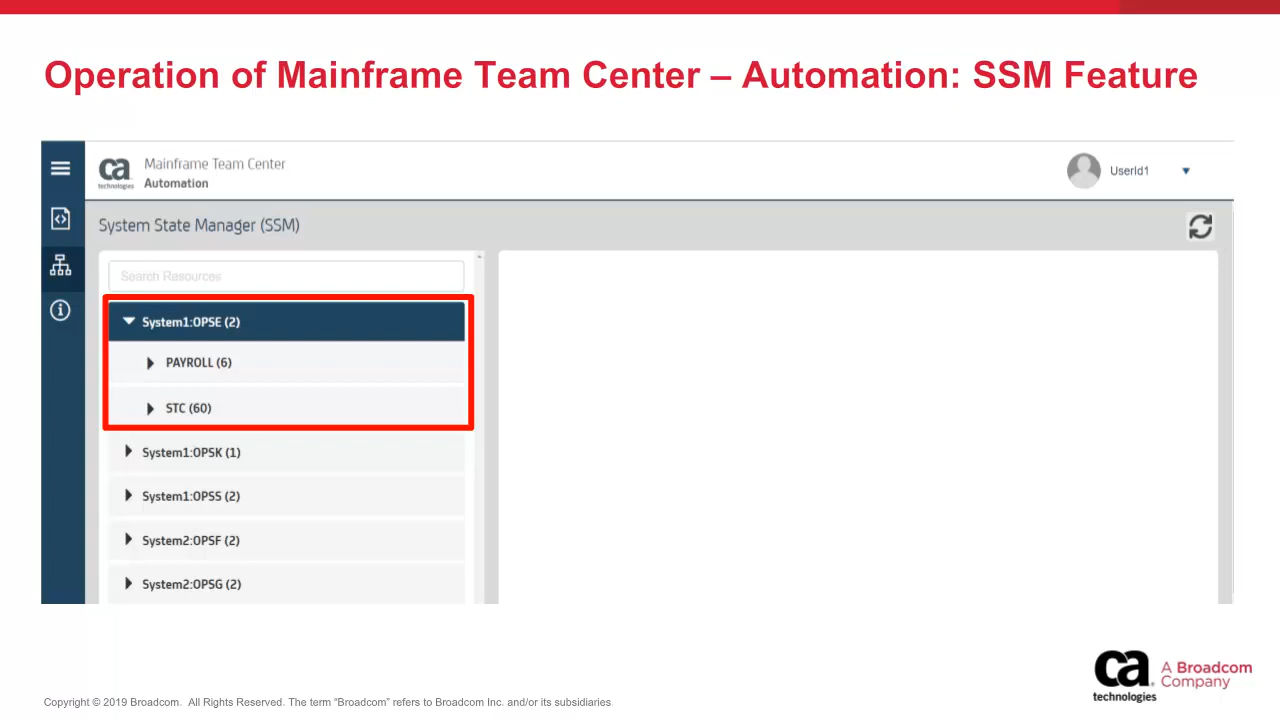 Operation of Mainframe Team Center – Automation: SSM Feature
ca
technologies
Mainframe Team Center
Automation
UserId1
System State Manager (SSM)
Search Resources
System1:OPSE (2)
PAYROLL (6)
STC (60)
System1:OPSK (1)
System1:OPSS (2)
System2:OPSF (2)
System2:OPSG (2)
ca
technologies
A Broadcom
Company
Copyright © 2019 Broadcom. All Rights Reserved. The term “Broadcom” refers to Broadcom Inc. and/or its subsidiaries.